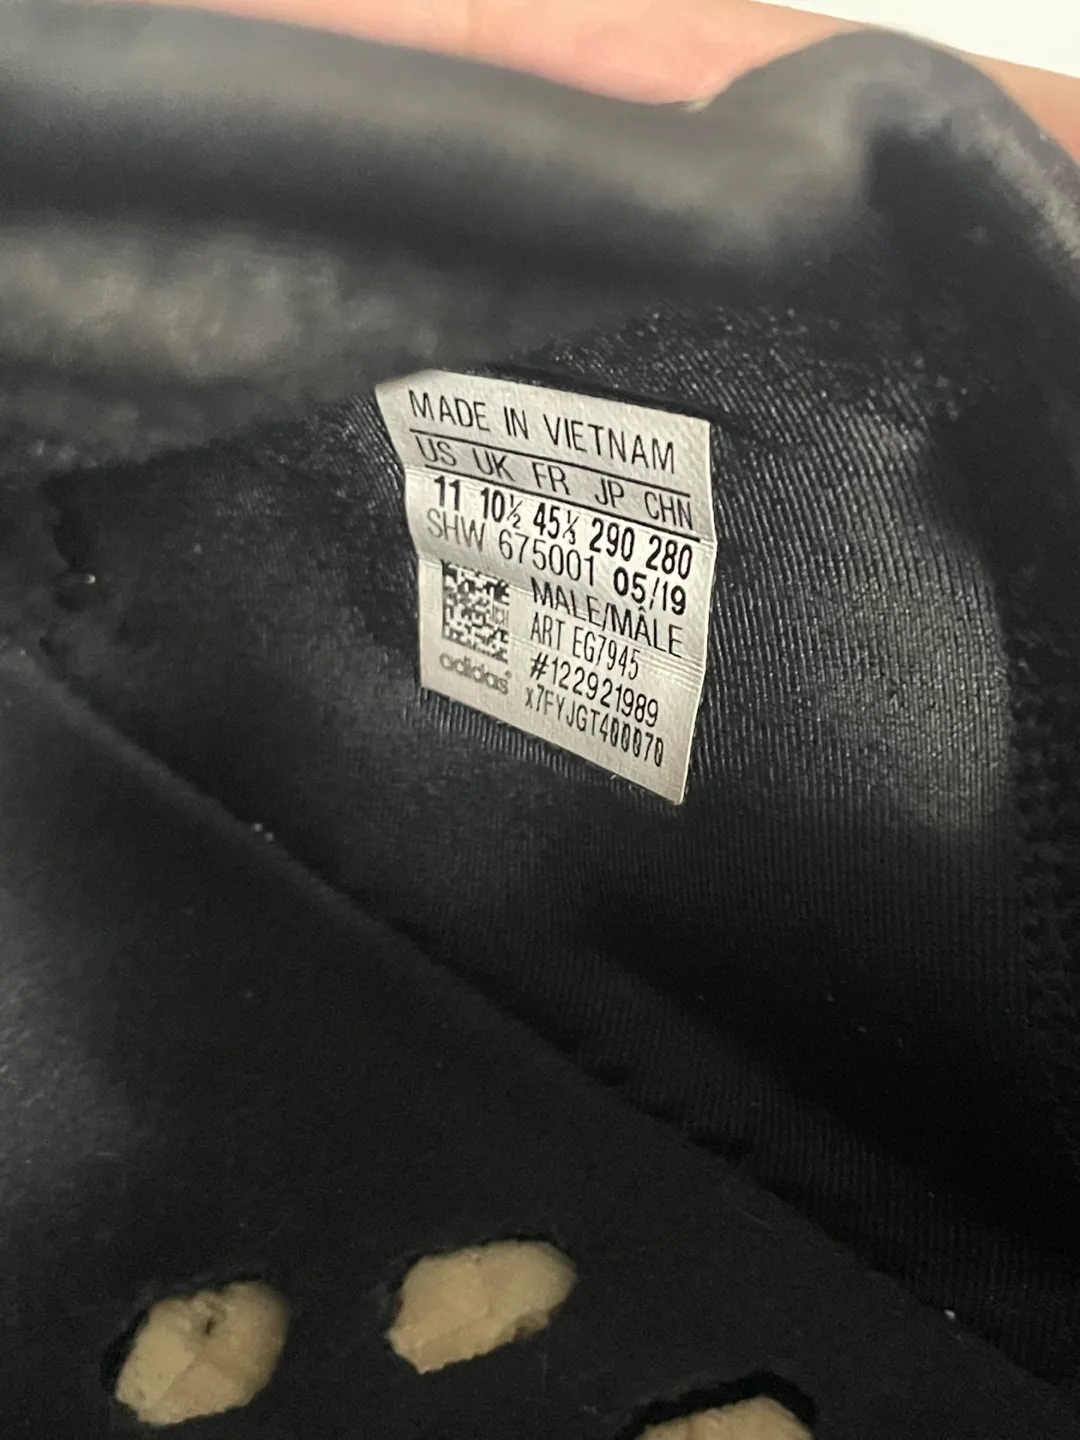 MADE IN VIETNAM
US UK FR JP CHN
11 10½ 45⅓ 290 280
SHW 675001 05/19
MALE/MÂLE
ART EG7945
#122921989
x7FYJGT400070
adidas